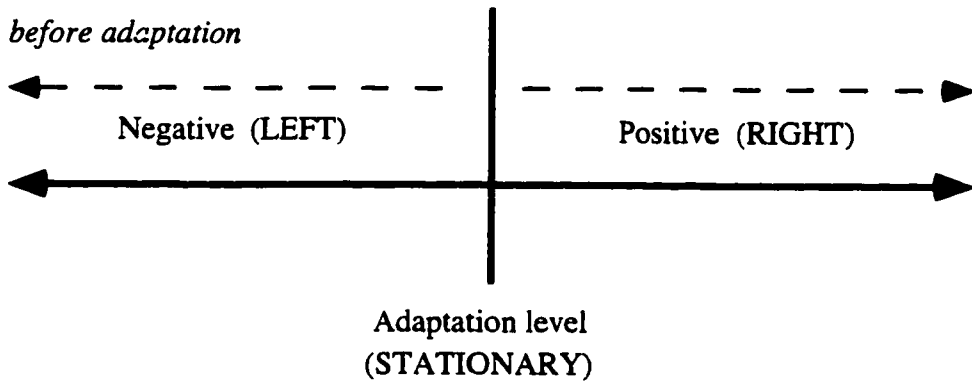 before adaptation
Negative (LEFT)
Positive (RIGHT)
Adaptation level
(STATIONARY)